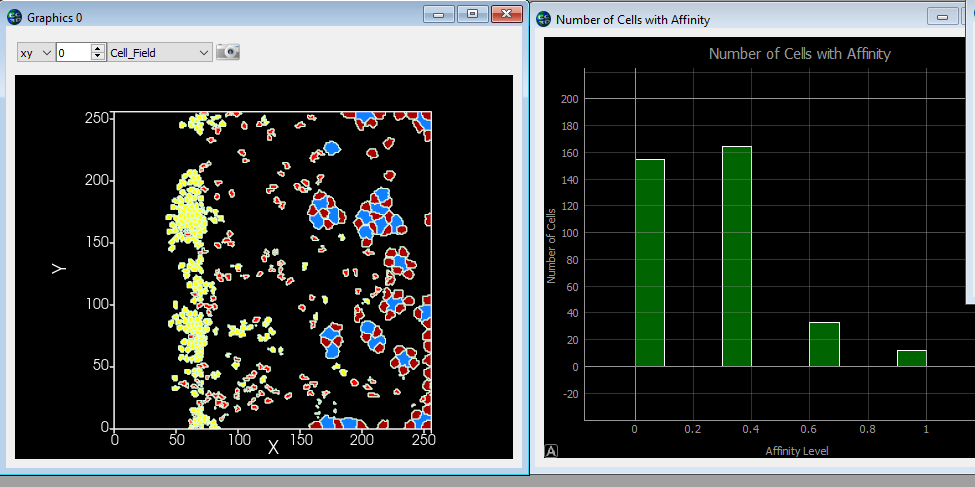 Graphics 0
xy 0 Cell_Field
250
200
150
100
50
0
Y
0 50 100 150 200 250
X
Number of Cells with Affinity
Number of Cells with Affinity
200
180
160
140
120
100
80
60
40
20
0
-20
Number of Cells
0 0.2 0.4 0.6 0.8 1
Affinity Level
A